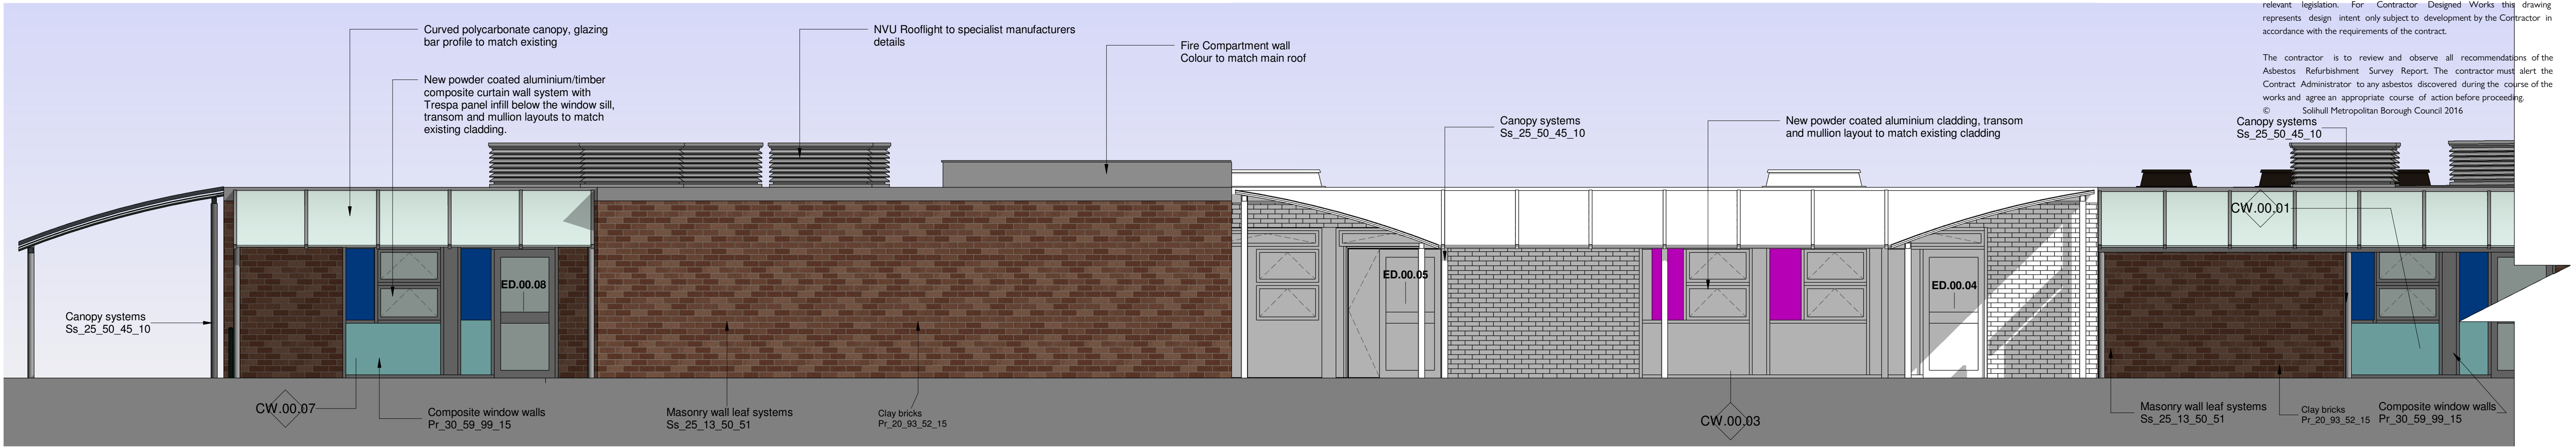 relevant legislation. For Contractor Designed Works this drawing
represents design intent only subject to development by the Contractor in
accordance with the requirements of the contract.
The contractor is to review and observe all recommendations of the
Asbestos Refurbishment Survey Report. The contractor must alert the
Contract Administrator to any asbestos discovered during the course of the
works and agree an appropriate course of action before proceeding.
© Solihull Metropolitan Borough Council 2016
Curved polycarbonate canopy, glazing
bar profile to match existing
New powder coated aluminium/timber
composite curtain wall system with
Trespa panel infill below the window sill,
transom and mullion layouts to match
existing cladding.
NVU Rooflight to specialist manufacturers
details
Fire Compartment wall
Colour to match main roof
Canopy systems
Ss_25_50_45_10
New powder coated aluminium cladding, transom
and mullion layout to match existing cladding
Canopy systems
Ss_25_50_45_10
CW.00.01
ED.00.08
ED.00.05
ED.00.04
Canopy systems
Ss_25_50_45_10
CW.00.07
Composite window walls
Pr_30_59_99_15
Masonry wall leaf systems
Ss_25_13_50_51
Clay bricks
Pr_20_93_52_15
CW.00.03
Masonry wall leaf systems
Ss_25_13_50_51
Clay bricks
Pr_20_93_52_15
Composite window walls
Pr_30_59_99_15